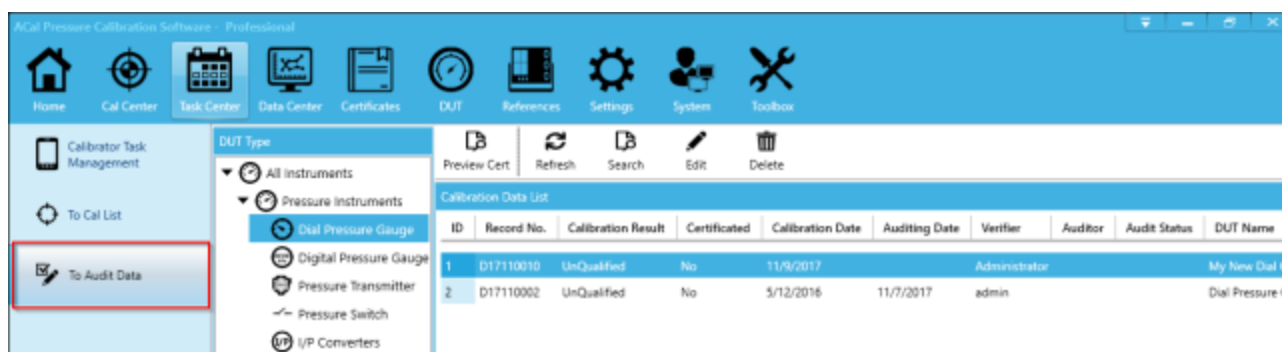 ACal Pressure Calibration Software - Professional
Home Cal Center Task Center Data Center Certificates DUT References Settings System Toolbox
Calibrator Task
Management
To Cal List
To Audit Data
DUT Type
All Instruments
Pressure Instruments
Dial Pressure Gauge
Digital Pressure Gauge
Pressure Transmitter
Pressure Switch
I/P I/P Converters
Preview Cert Refresh Search Edit Delete
Calibration Data List
ID Record No. Calibration Result Certificated Calibration Date Auditing Date Verifier Auditor Audit Status DUT Name
1 D17110010 UnQualified No 11/9/2017 Administrator My New Dial
2 D17110002 UnQualified No 5/12/2016 11/7/2017 admin Dial Pressure